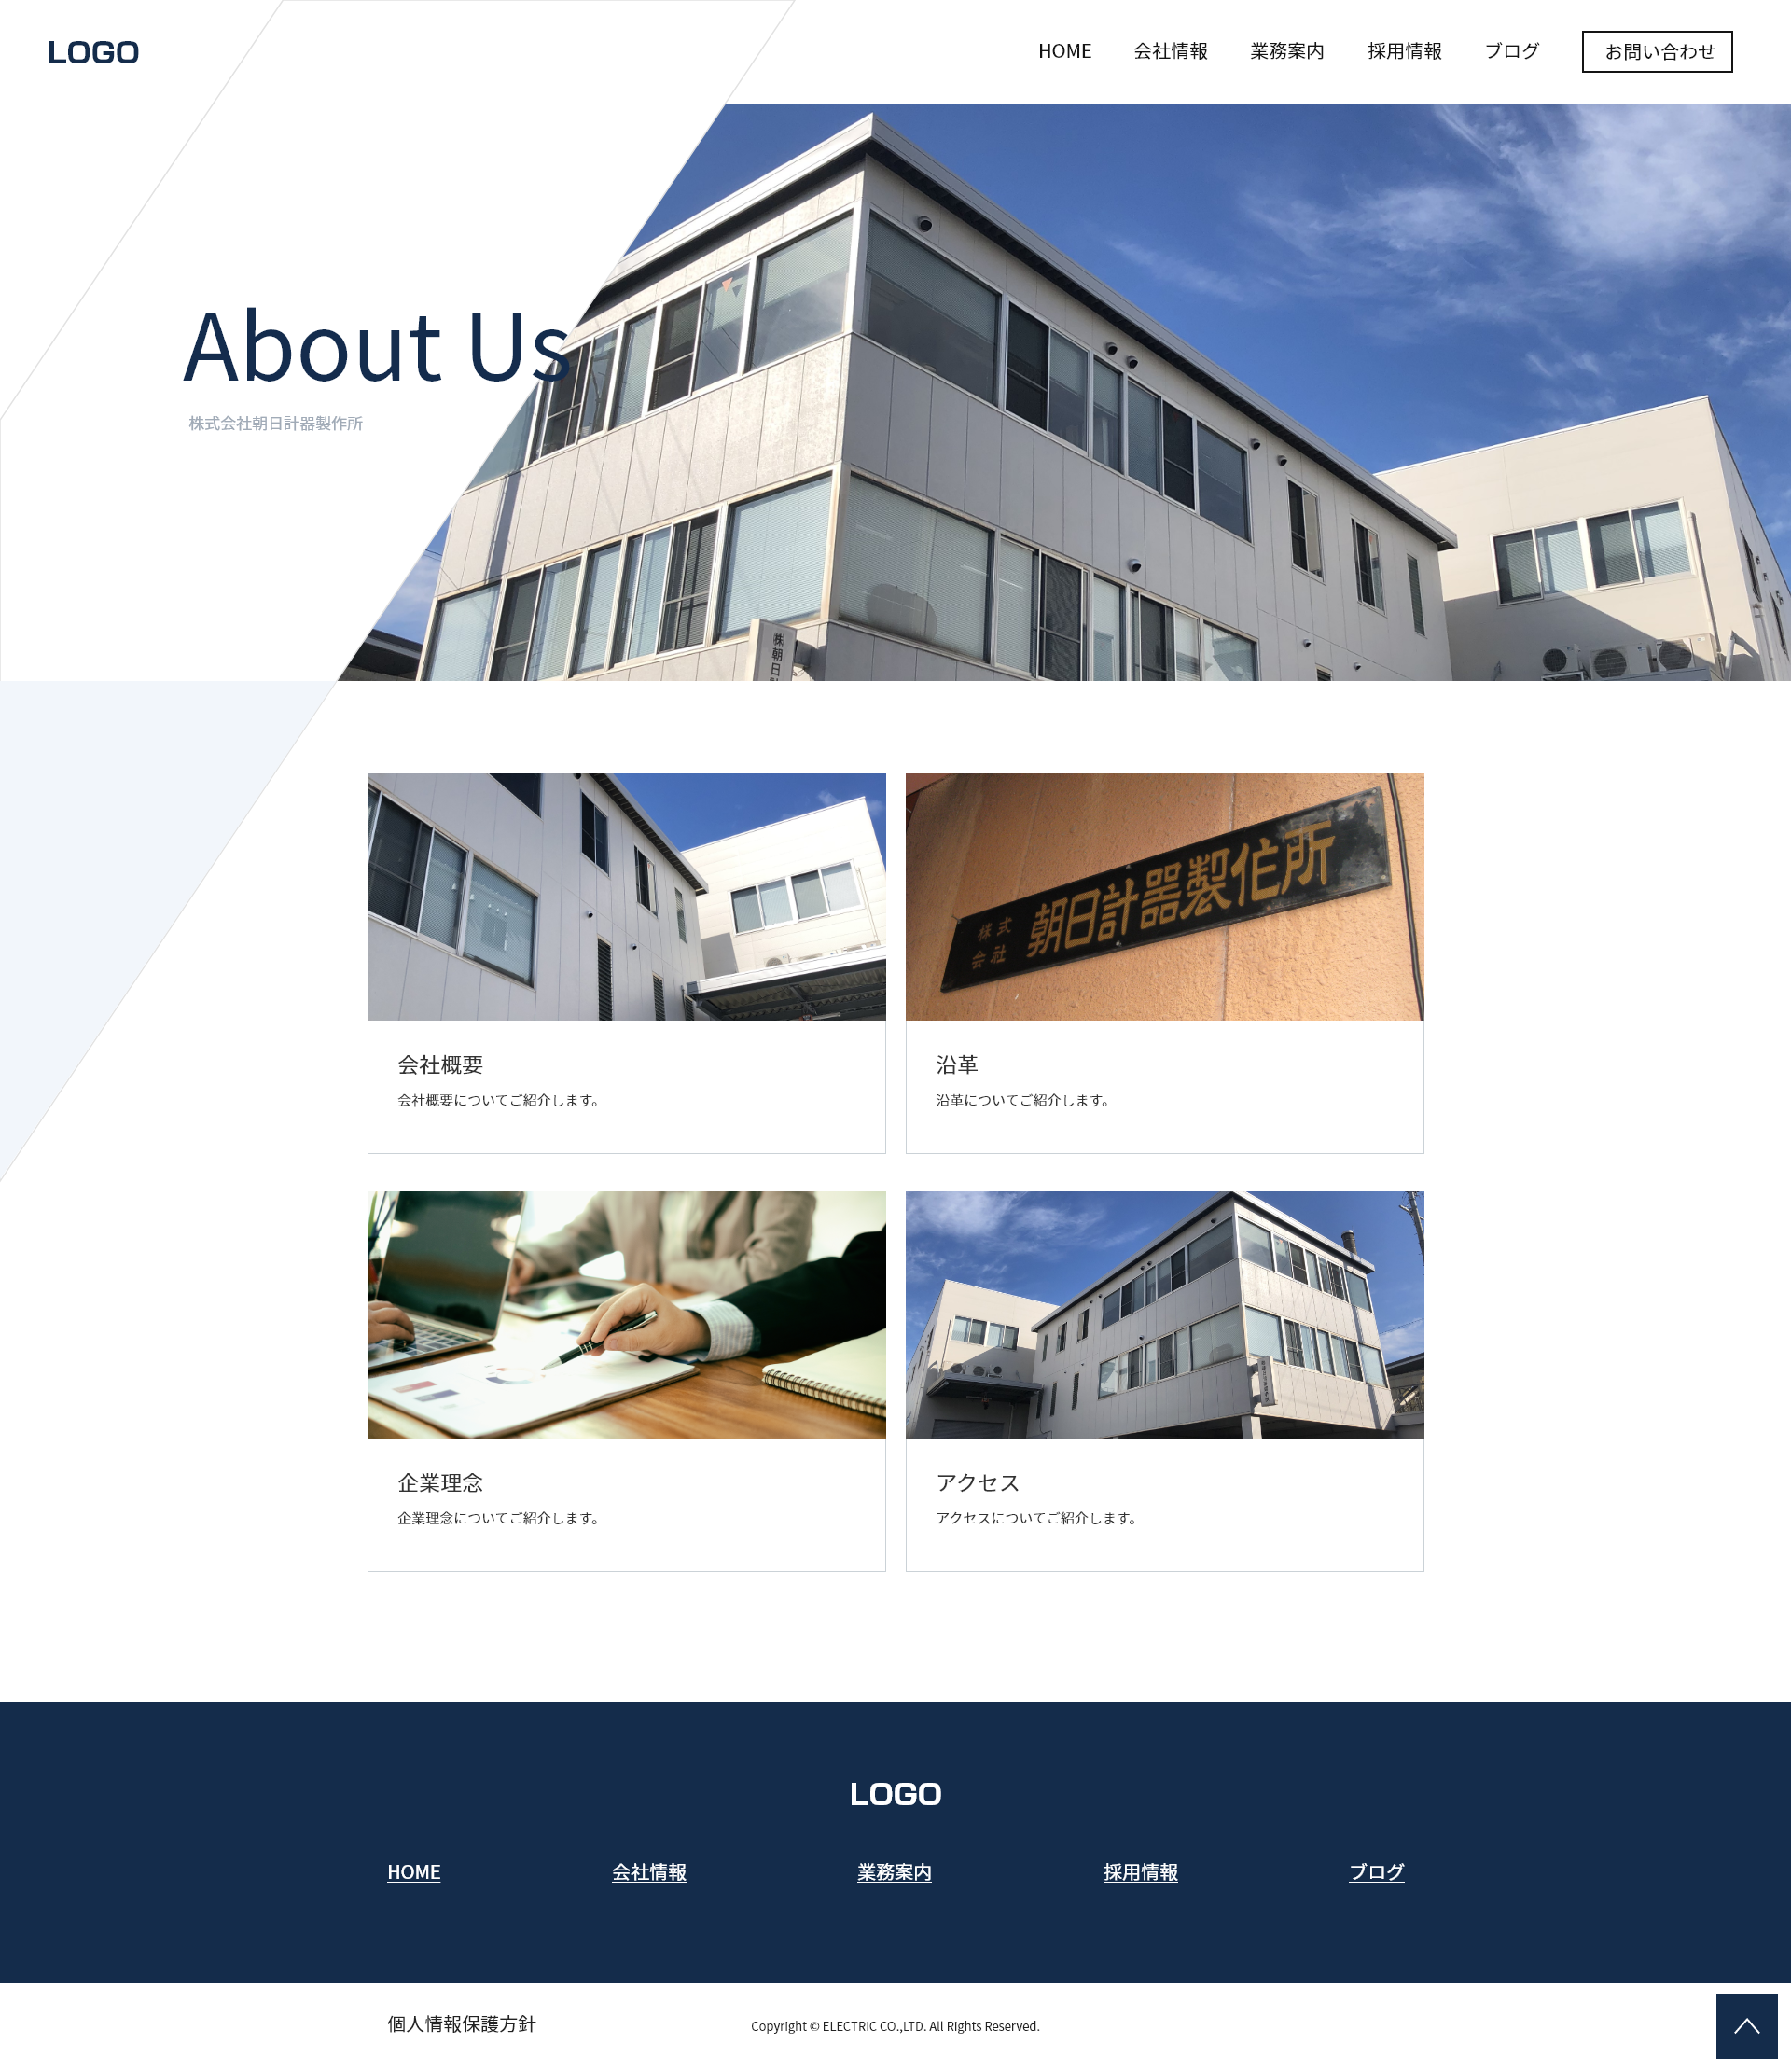 LOGO
HOME 会社情報 業務案内 採用情報 ブログ お問い合わせ
About Us
株式会社朝日計器製作所
㈱朝日計
株式会社 朝日計器製作所
会社概要
会社概要についてご紹介します。
沿革
沿革についてご紹介します。
企業理念
企業理念についてご紹介します。
アクセス
アクセスについてご紹介します。
LOGO
HOME 会社情報 業務案内 採用情報 ブログ
個人情報保護方針
Copyright © ELECTRIC CO.,LTD. All Rights Reserved.